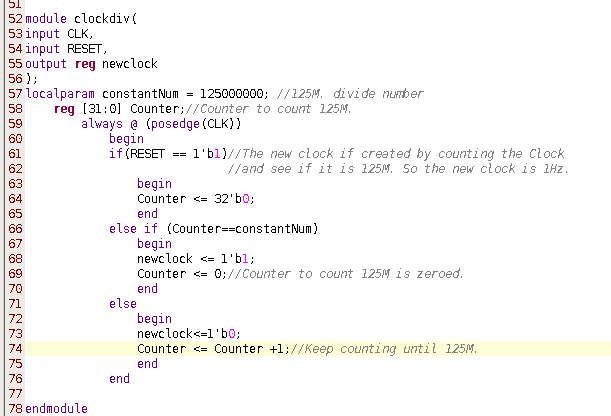 51
52 module clockdiv(
53 input CLK,
54 input RESET,
55 output reg newclock
56 );
57 localparam constantNum = 125000000; //125M. divide number
58 reg [31:0] Counter;//Counter to count 125M.
59 always @ (posedge(CLK))
60 begin
61 if(RESET == 1'b1)//The new clock if created by counting the Clock
62 //and see if it is 125M. So the new clock is 1Hz.
63 begin
64 Counter <= 32'b0;
65 end
66 else if (Counter==constantNum)
67 begin
68 newclock <= 1'b1;
69 Counter <= 0;//Counter to count 125M is zeroed.
70 end
71 else
72 begin
73 newclock<=1'b0;
74 Counter <= Counter +1;//Keep counting until 125M.
75 end
76 end
77
78 endmodule